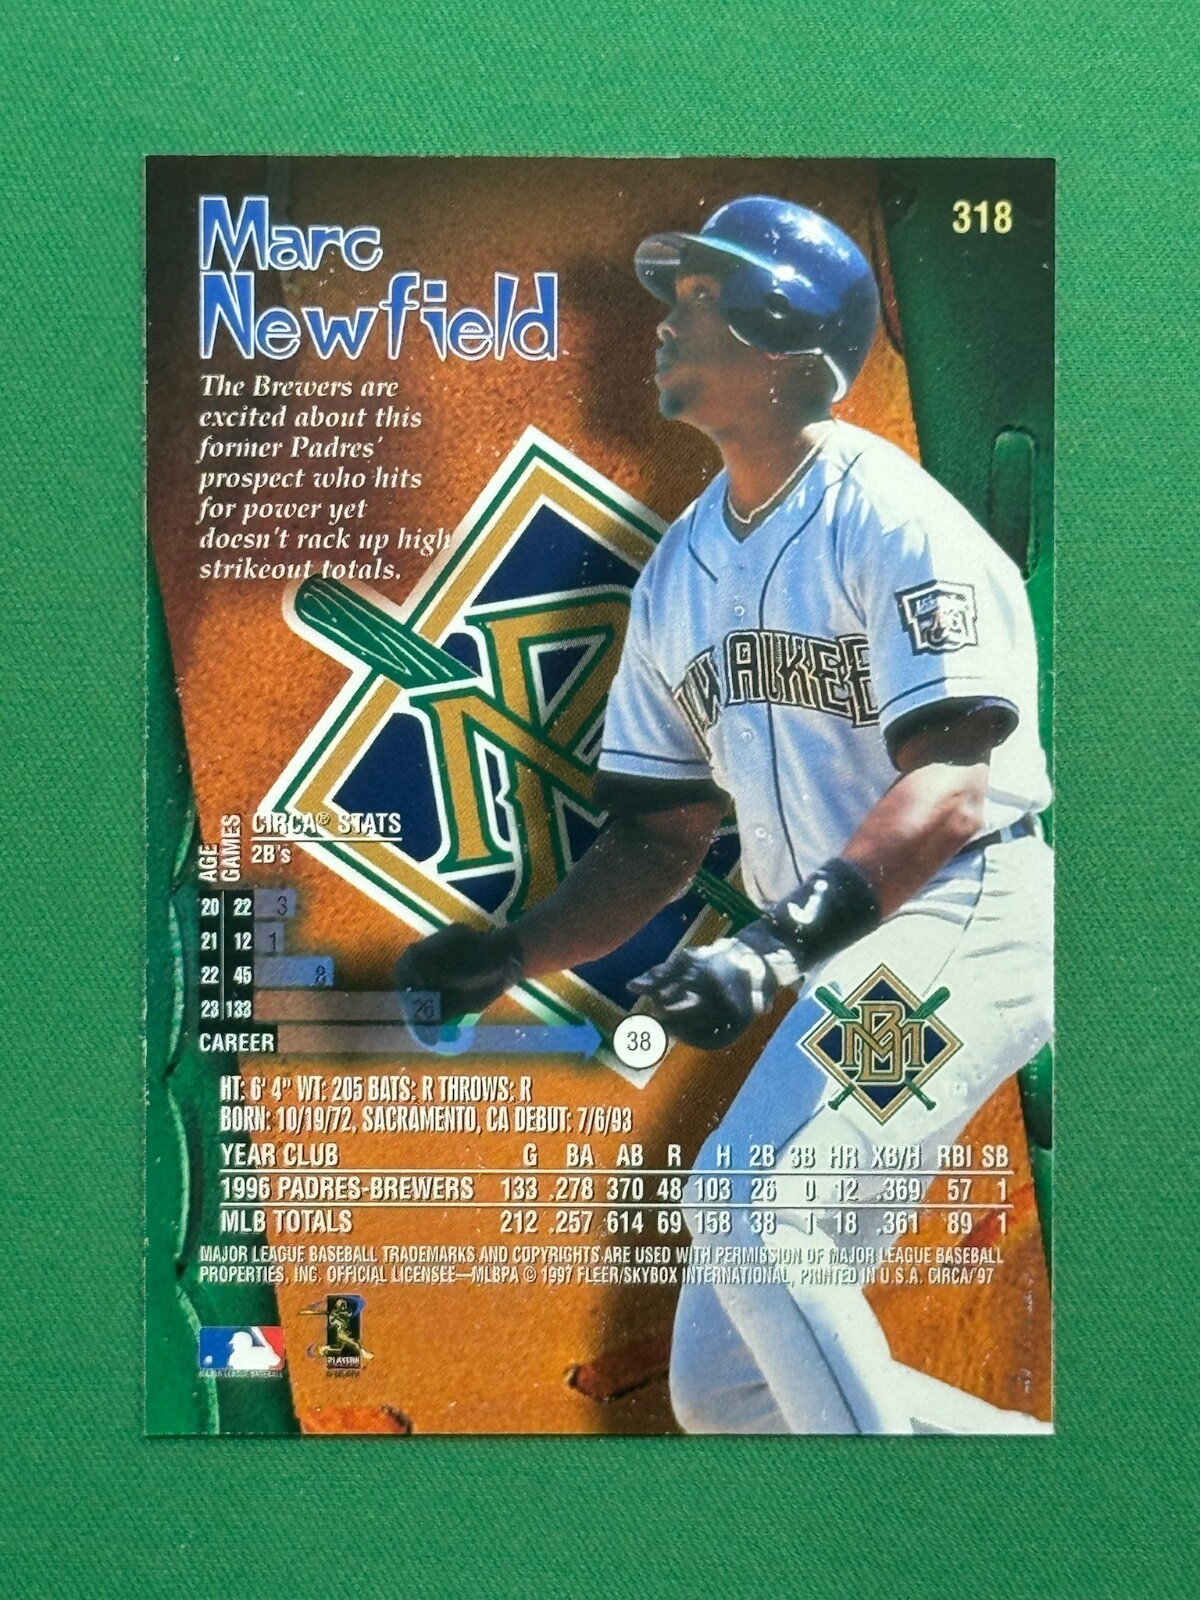 318
Marc
Newfield
The Brewers are
excited about this
former Padres'
prospect who hits
for power yet
doesn't rack up high
strikeout totals.
MILWAUKEE
AGE GAMES
CIRCA® STATS
2B's
20 22 3
21 12 1
22 45 8
23 133 26
CAREER 38
HT: 6' 4" WT: 205 BATS: R THROWS: R
BORN: 10/19/72, SACRAMENTO, CA DEBUT: 7/6/93
YEAR CLUB G BA AB R H 2B 3B HR XB/H RBI SB
1996 PADRES-BREWERS 133 .278 370 48 103 26 0 12 .369 57 1
MLB TOTALS 212 .257 614 69 158 38 1 18 .361 89 1
MAJOR LEAGUE BASEBALL TRADEMARKS AND COPYRIGHTS ARE USED WITH PERMISSION OF MAJOR LEAGUE BASEBALL
PROPERTIES, INC. OFFICIAL LICENSEE—MLBPA © 1997 FLEER/SKYBOX INTERNATIONAL, PRINTED IN U.S.A. CIRCA/'97
MAJOR LEAGUE BASEBALL
PLAYERS